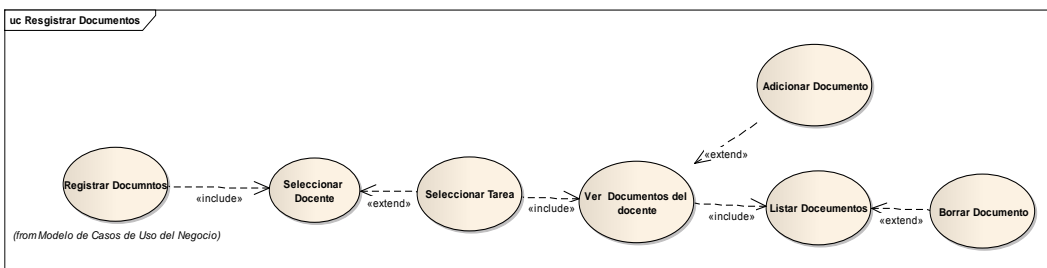 uc Resgistrar Documentos
Adicionar Documento
«extend»
Registrar Documntos
«include»
Seleccionar
Docente
«extend»
Seleccionar Tarea
«include»
Ver Documentos del
docente
«include»
Listar Doceumentos
«extend»
Borrar Documento
(from Modelo de Casos de Uso del Negocio)